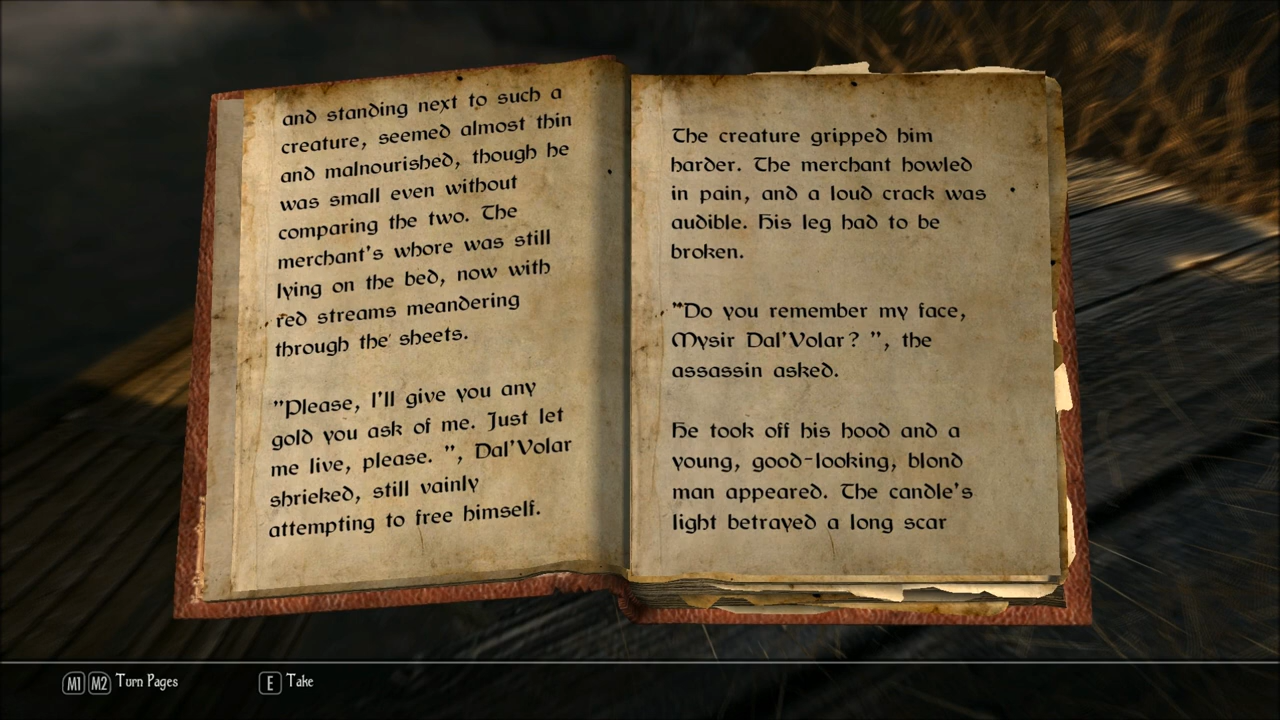 and standing next to such a
creature, seemed almost thin
and malnourished, though he
was small even without
comparing the two. The
merchant's whore was still
lying on the bed, now with
red streams meandering
through the sheets.
"Please, I'll give you any
gold you ask of me. Just let
me live, please. ", Dal'Volar
shrieked, still vainly
attempting to free himself.
The creature gripped him
harder. The merchant howled
in pain, and a loud crack was
audible. His leg had to be
broken.
"Do you remember my face,
Mysir Dal'Volar? ", the
assassin asked.
He took off his hood and a
young, good-looking, blond
man appeared. The candle's
light betrayed a long scar
M1 M2 Turn Pages
E Take